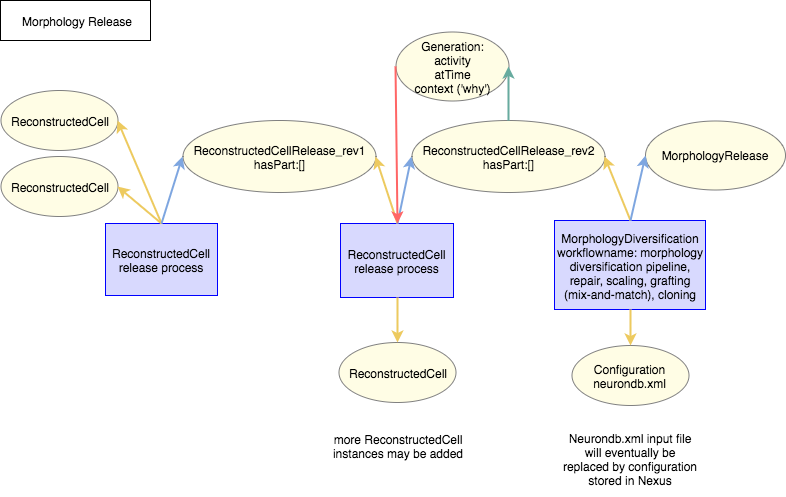 Morphology Release
Generation:
activity
atTime
context ('why')
ReconstructedCell
ReconstructedCell
ReconstructedCellRelease_rev1
hasPart:[]
ReconstructedCellRelease_rev2
hasPart:[]
MorphologyRelease
ReconstructedCell
release process
ReconstructedCell
release process
MorphologyDiversification
workflowname: morphology
diversification pipeline,
repair, scaling, grafting
(mix-and-match), cloning
ReconstructedCell
Configuration
neurondb.xml
more ReconstructedCell
instances may be added
Neurondb.xml input file
will eventually be
replaced by configuration
stored in Nexus